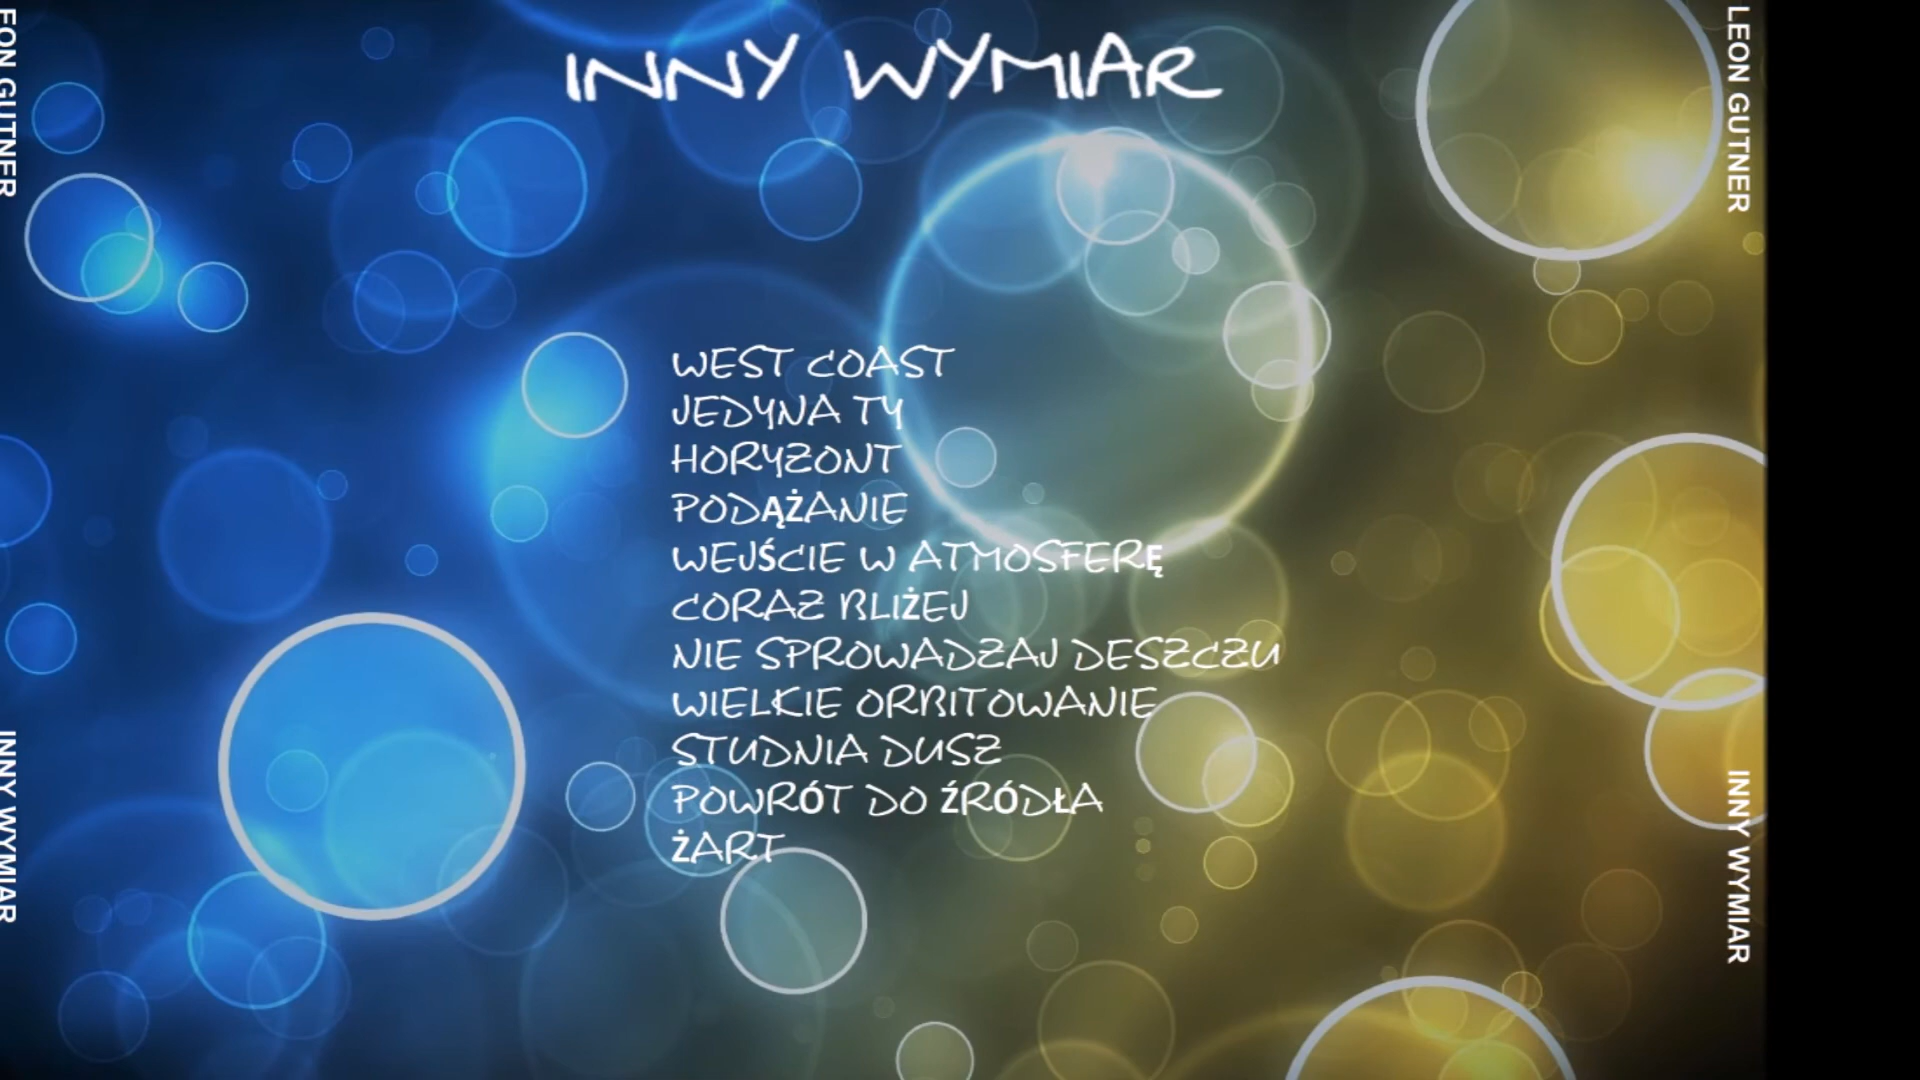 INNY WYMIAR
WEST COAST
JEDYNA TY
HORYZONT
PODĄŻANIE
WEJŚCIE W ATMOSFERĘ
CORAZ BLIŻEJ
NIE SPROWADZAJ DESZCZU
WIELKIE ORBITOWANIE
STUDNIA DUSZ
POWRÓT DO ŹRÓDŁA
ŻART
LEON GUTNER
INNY WYMIAR
GUTNER
INNY WYMIAR